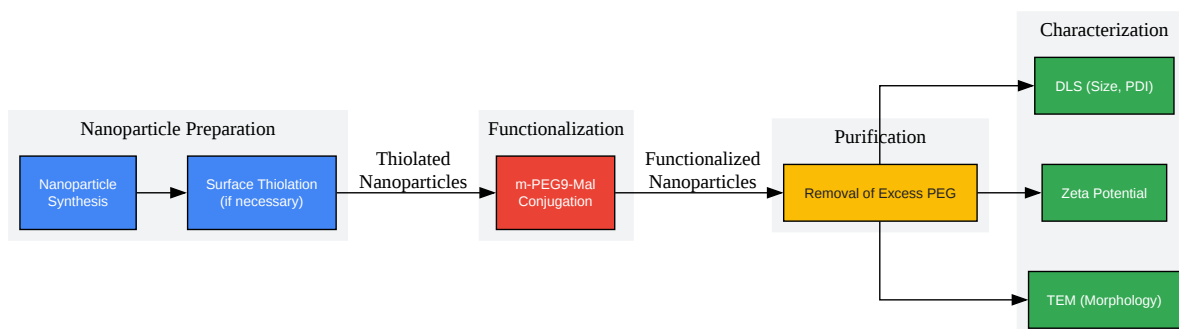 Nanoparticle Preparation
Nanoparticle
Synthesis
Surface Thiolation
(if necessary)
Thiolated
Nanoparticles
Functionalization
m-PEG9-Mal
Conjugation
Functionalized
Nanoparticles
Purification
Removal of Excess PEG
Characterization
DLS (Size, PDI)
Zeta Potential
TEM (Morphology)